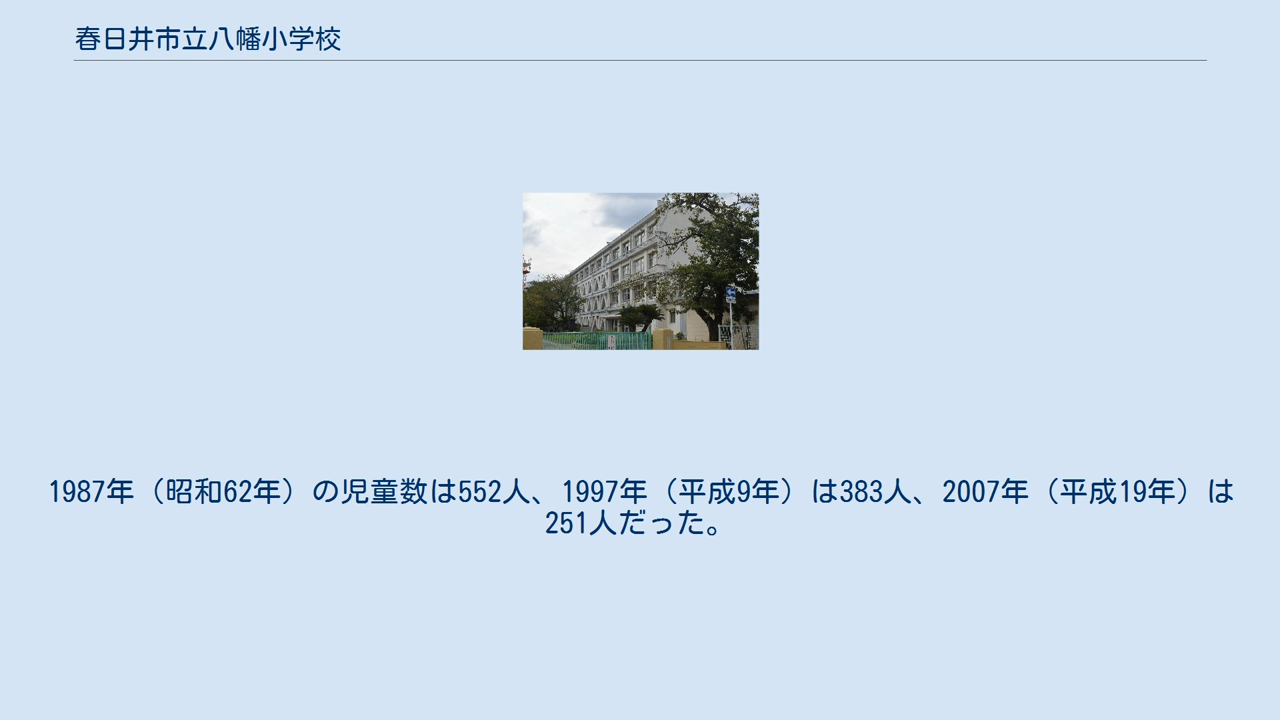 春日井市立八幡小学校
1987年（昭和62年）の児童数は552人、1997年（平成9年）は383人、2007年（平成19年）は
251人だった。